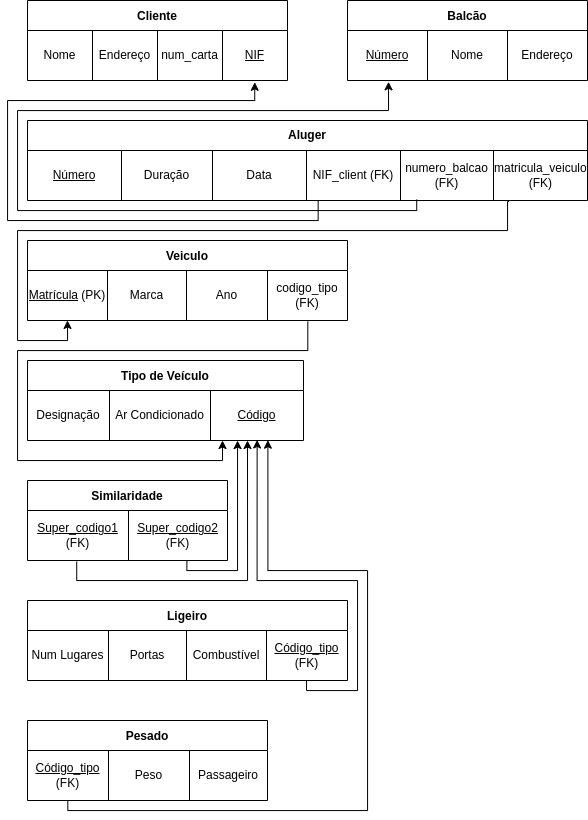 Cliente
Nome Endereço num_carta NIF
Balcão
Número Nome Endereço
Aluger
Número Duração Data NIF_client (FK) numero_balcao (FK) matricula_veiculo (FK)
Veiculo
Matrícula (PK) Marca Ano codigo_tipo (FK)
Tipo de Veículo
Designação Ar Condicionado Código
Similaridade
Super_codigo1 (FK) Super_codigo2 (FK)
Ligeiro
Num Lugares Portas Combustível Código_tipo (FK)
Pesado
Código_tipo (FK) Peso Passageiro